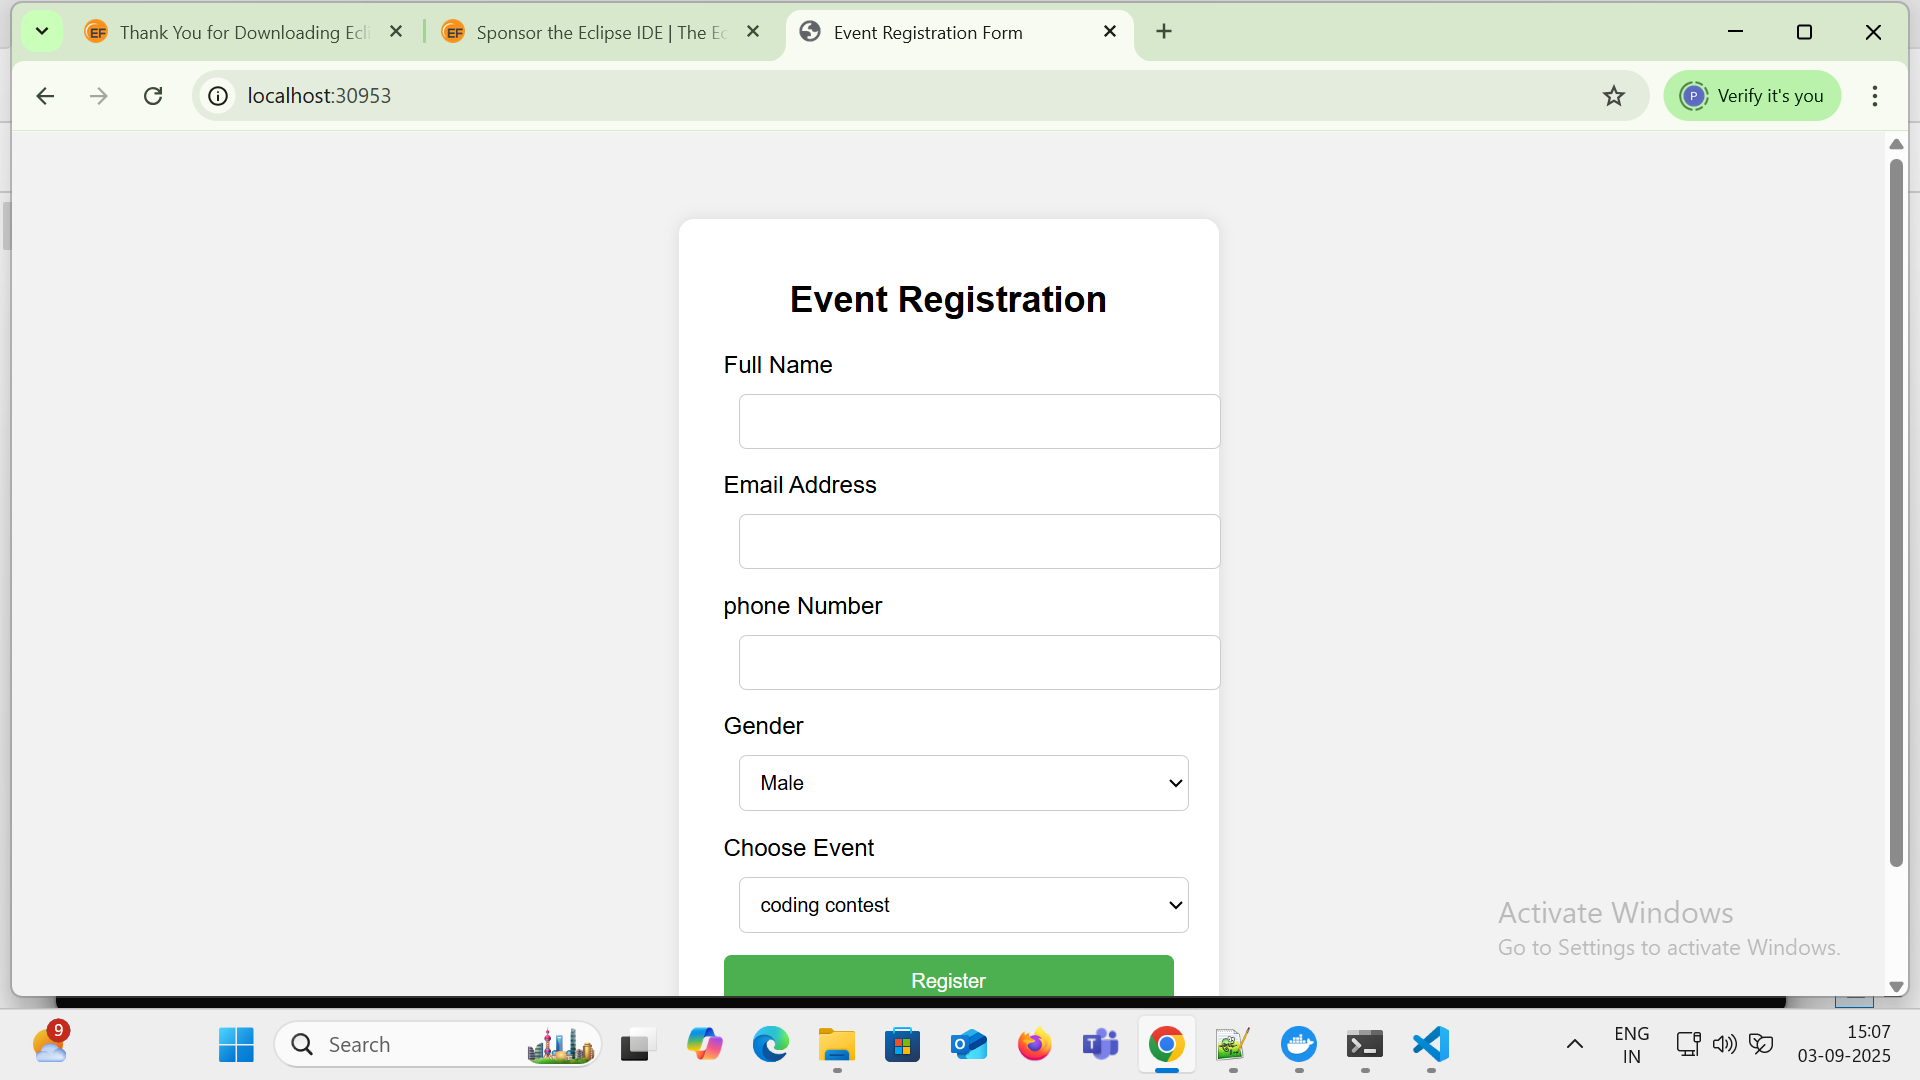 Thank You for Downloading Ecli
Sponsor the Eclipse IDE | The Ec
Event Registration Form
localhost:30953
P
Verify it's you
Event Registration
Full Name
Email Address
phone Number
Gender
Male
Choose Event
coding contest
Register
Activate Windows
Go to Settings to activate Windows.
9
Search
ENG
IN
15:07
03-09-2025